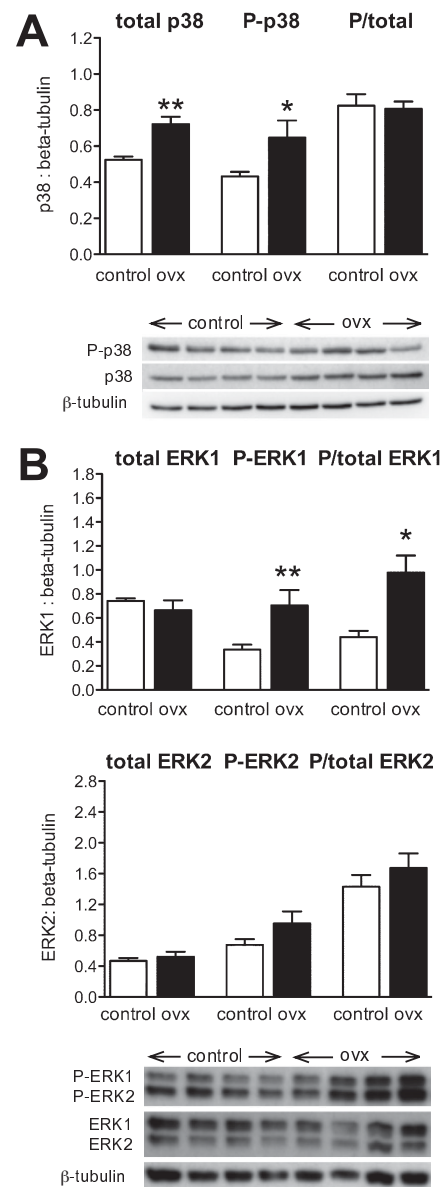 A
total p38 P-p38 P/total
p38 : beta-tubulin
1.2
1.0
0.8
0.6
0.4
0.2
0.0
** *
control ovx control ovx control ovx
control ovx
P-p38
p38
β-tubulin
B
total ERK1 P-ERK1 P/total ERK1
ERK1 : beta-tubulin
1.8
1.6
1.4
1.2
1.0
0.8
0.6
0.4
0.2
0.0
** *
control ovx control ovx control ovx
total ERK2 P-ERK2 P/total ERK2
ERK2: beta-tubulin
2.8
2.4
2.0
1.6
1.2
0.8
0.4
0.0
control ovx control ovx control ovx
control ovx
P-ERK1
P-ERK2
ERK1
ERK2
β-tubulin